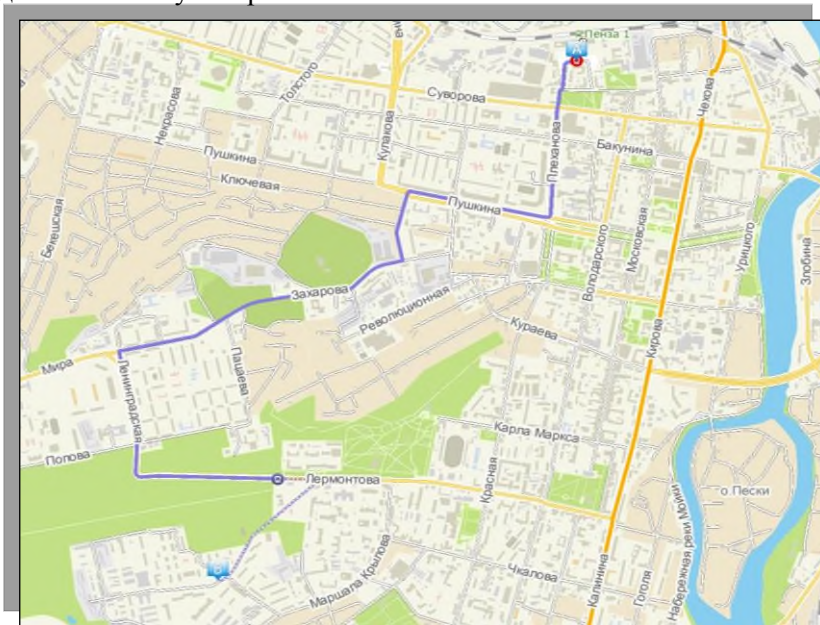 Пенза 1
А
Суворова
Толстого
Некрасова
Кулакова
Чехова
Бакунина
Плеханова
Пушкина
Ключевая
Пушкина
Бекешская
Московская
Володарского
Урицкого
Злобина
Захарова
Революционная
Кураева
Кирова
Мира
Пацаева
Ленинградская
Карла Маркса
Попова
Лермонтова
Красная
о.Пески
Набережная реки Мойки
Б
Маршала Крылова
Чкалова
Калинина
Гоголя